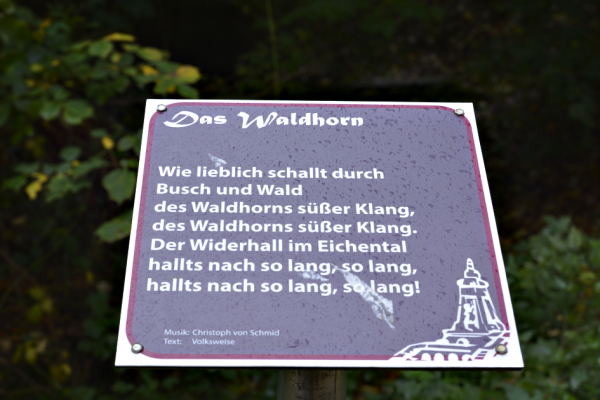 Das Waldhorn
Wie lieblich schallt durch
Busch und Wald
des Waldhorns süßer Klang,
des Waldhorns süßer Klang.
Der Widerhall im Eichental
hallts nach so lang, so lang,
hallts nach so lang, so lang!
Musik: Christoph von Schmid
Text: Volksweise